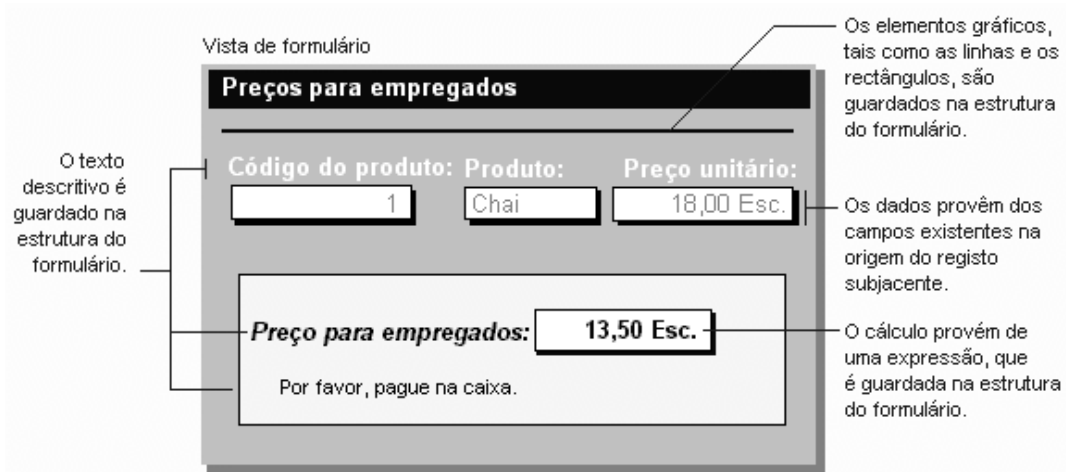 Vista de formulário
Preços para empregados
Código do produto: Produto: Preço unitário:
1 Chai 18,00 Esc.
Preço para empregados: 13,50 Esc.
Por favor, pague na caixa.
O texto
descritivo é
guardado na
estrutura do
formulário.
Os elementos gráficos,
tais como as linhas e os
rectângulos, são
guardados na estrutura
do formulário.
Os dados provêm dos
campos existentes na
origem do registo
subjacente.
O cálculo provém de
uma expressão, que
é guardada na estrutura
do formulário.